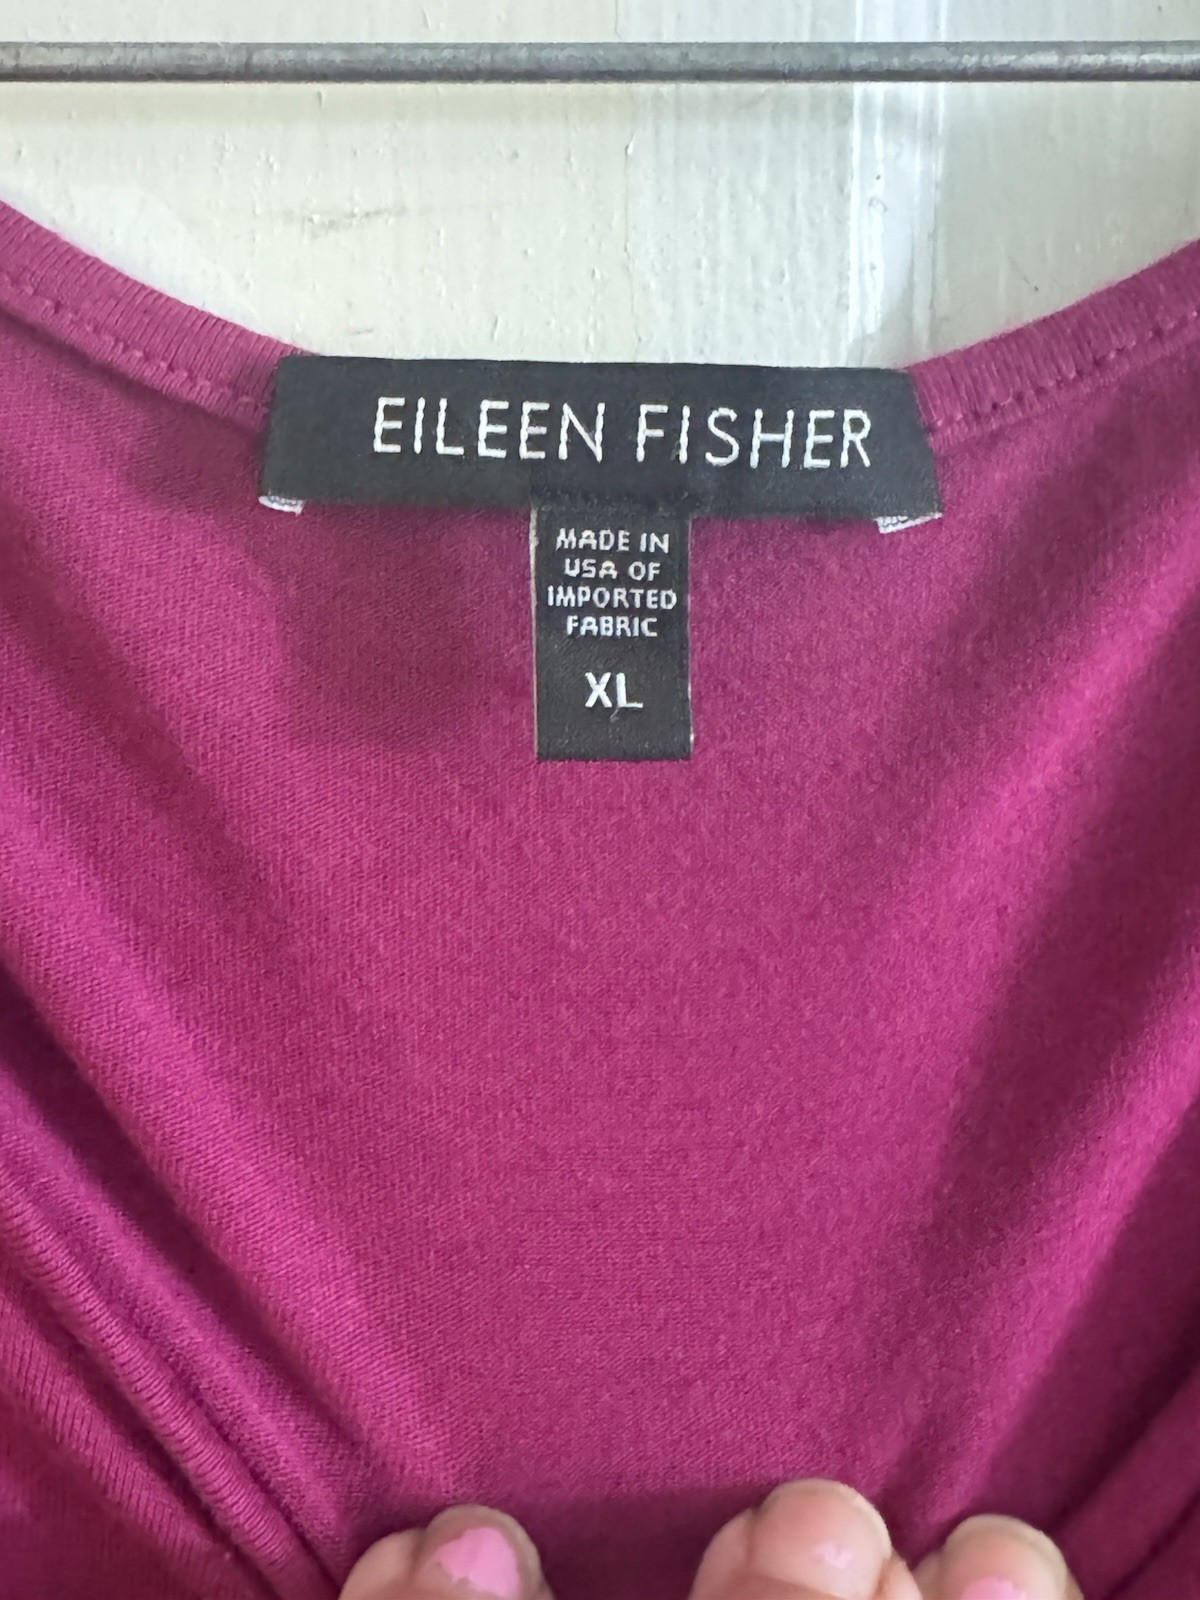 EILEEN FISHER
MADE IN
USA OF
IMPORTED
FABRIC
XL